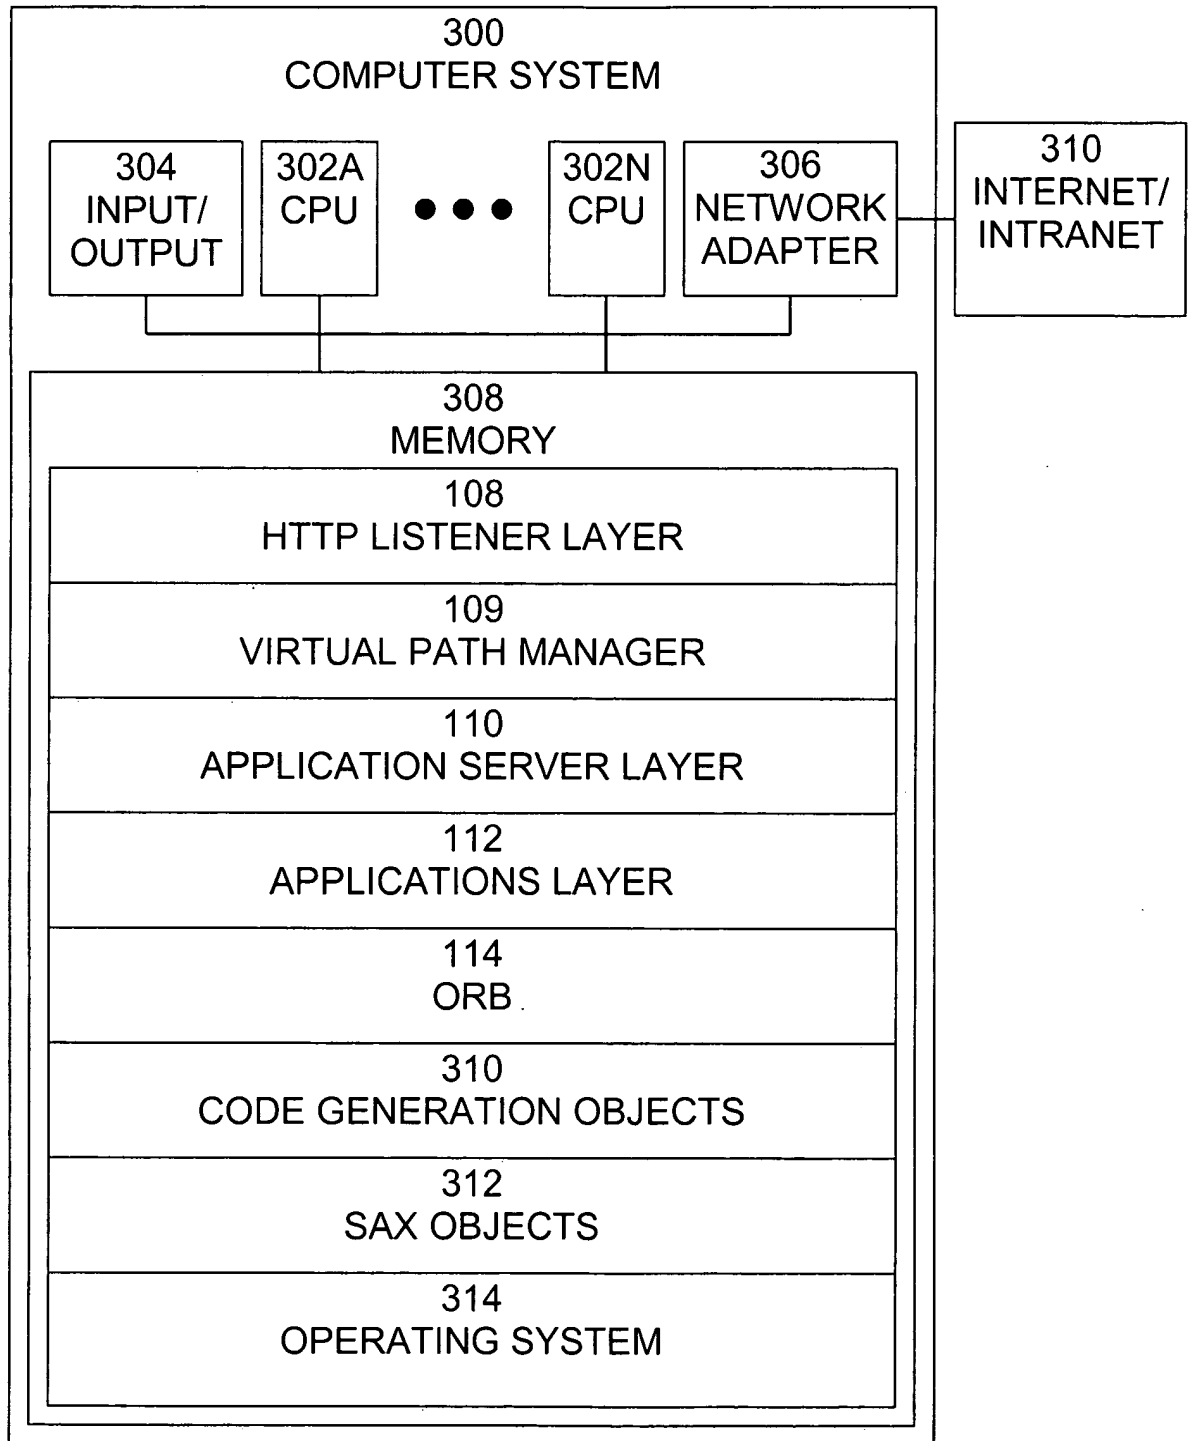 300
COMPUTER SYSTEM
304
INPUT/
OUTPUT
302A
CPU
302N
CPU
306
NETWORK
ADAPTER
310
INTERNET/
INTRANET
308
MEMORY
108
HTTP LISTENER LAYER
109
VIRTUAL PATH MANAGER
110
APPLICATION SERVER LAYER
112
APPLICATIONS LAYER
114
ORB
310
CODE GENERATION OBJECTS
312
SAX OBJECTS
314
OPERATING SYSTEM